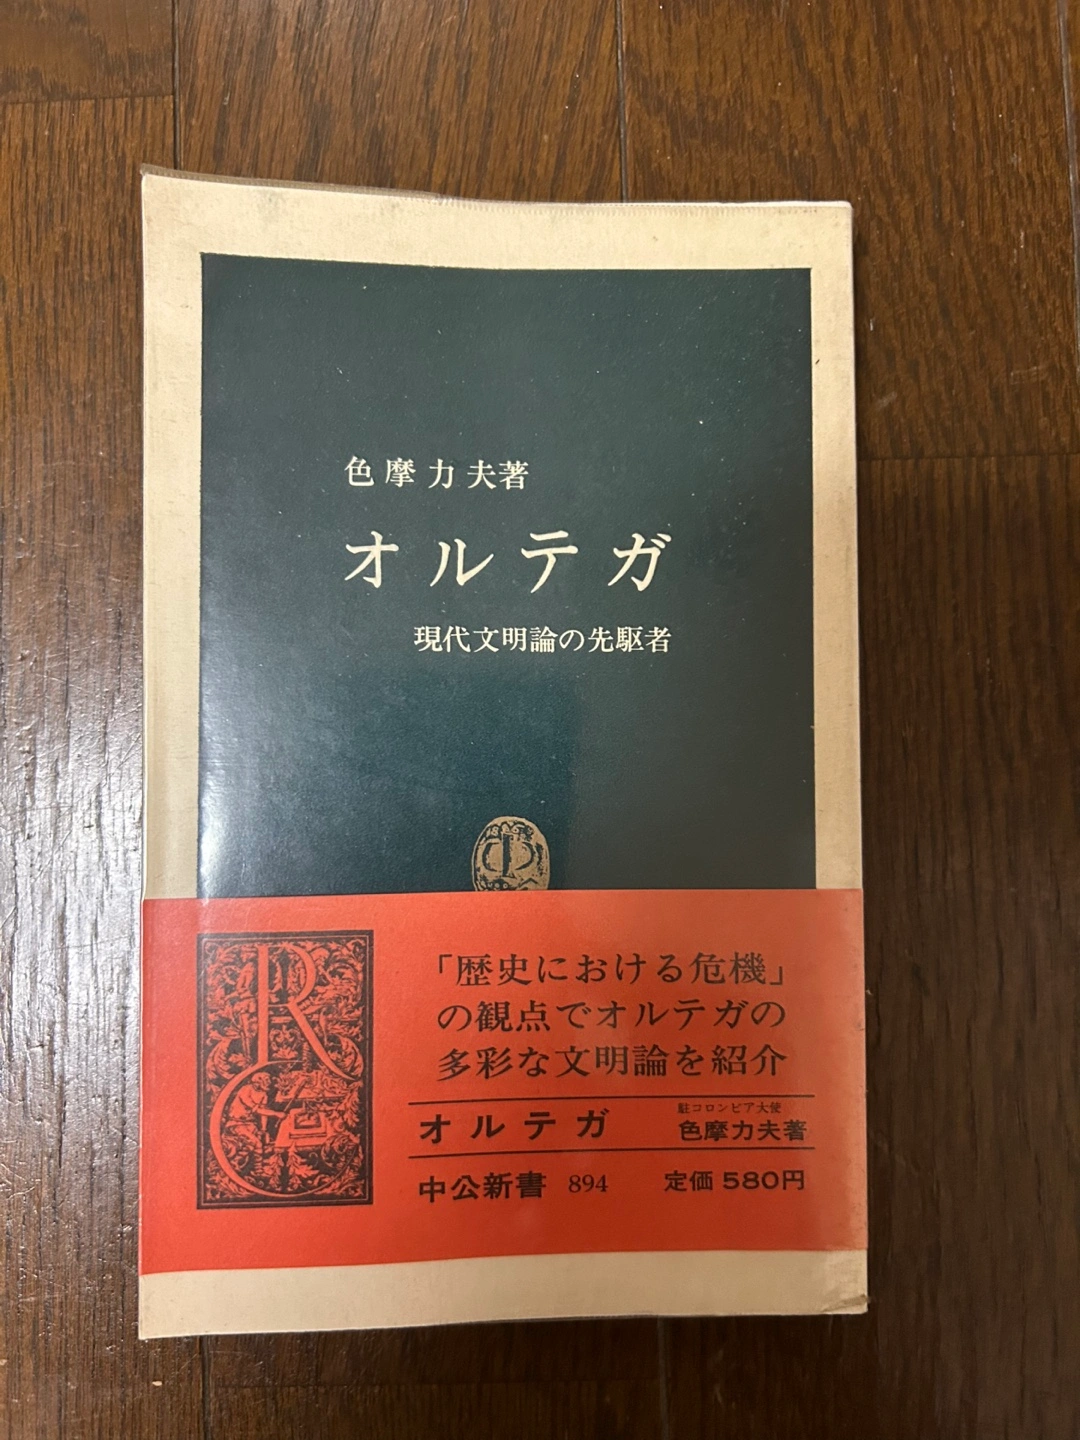 色摩力夫著
オルテガ
現代文明論の先駆者
「歴史における危機」
の観点でオルテガの
多彩な文明論を紹介
オルテガ
駐コロンビア大使
色摩力夫著
中公新書 894 定価 580円
R
C